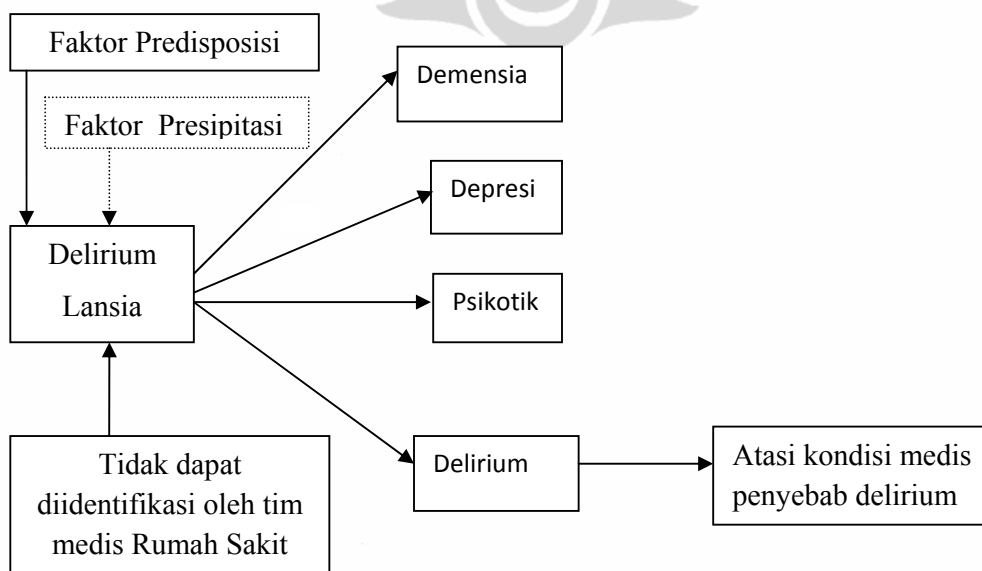 Faktor Predisposisi
Faktor Presipitasi
Delirium
Lansia
Tidak dapat
diidentifikasi oleh tim
medis Rumah Sakit
Demensia
Depresi
Psikotik
Delirium
Atasi kondisi medis
penyebab delirium